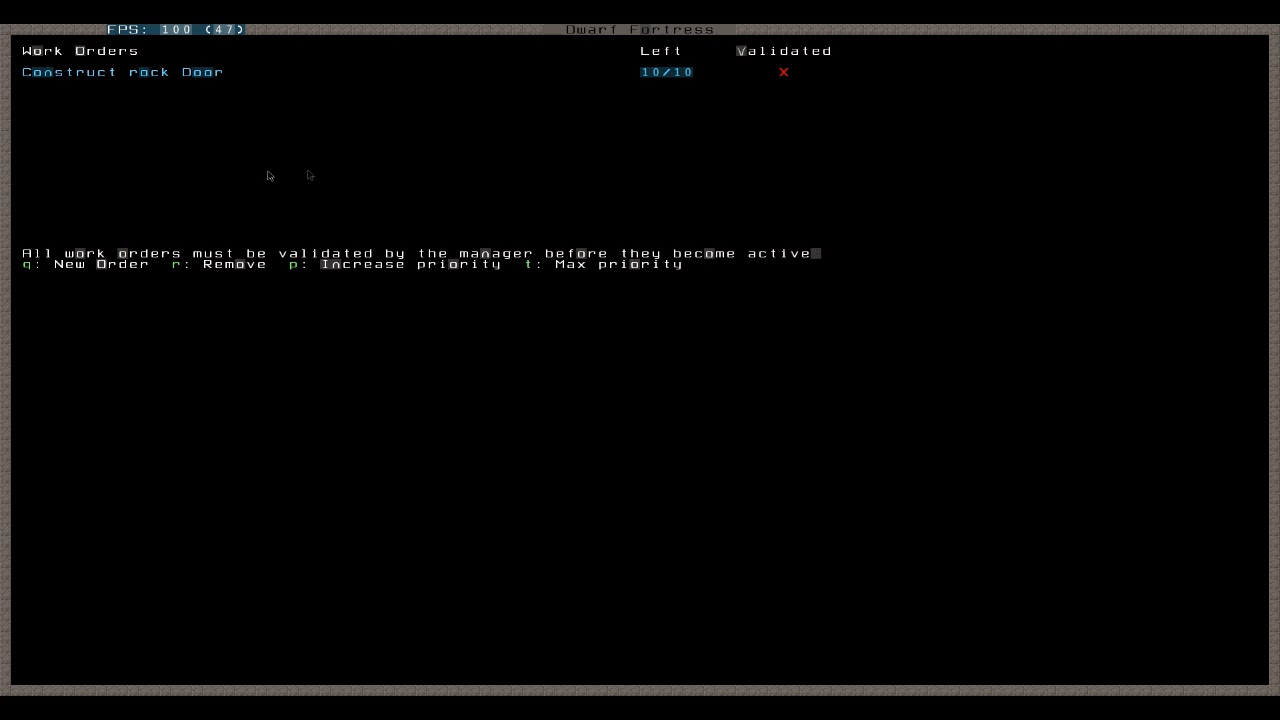 FPS: 100 (47)
Dwarf Fortress
Work Orders Left Validated
Construct rock Door 10/10 X
All work orders must be validated by the manager before they become active.
q: New Order r: Remove p: Increase priority t: Max priority